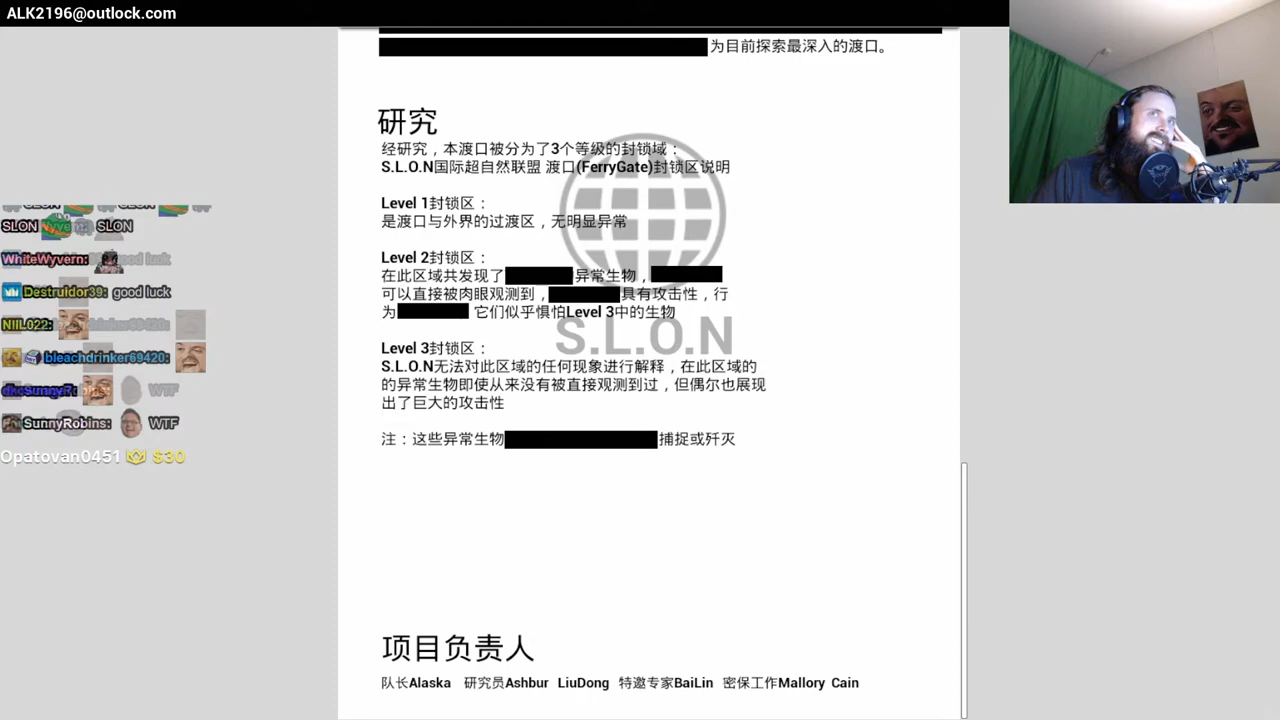 ALK2196@outlock.com
为目前探索最深入的渡口。
研究
经研究，本渡口被分为了3个等级的封锁域：
S.L.O.N国际超自然联盟 渡口(FerryGate)封锁区说明
Level 1封锁区：
是渡口与外界的过渡区，无明显异常
Level 2封锁区：
在此区域共发现了 异常生物，
可以直接被肉眼观测到， 具有攻击性，行
为 它们似乎惧怕Level 3中的生物
S.L.O.N
Level 3封锁区：
S.L.O.N无法对此区域的任何现象进行解释，在此区域的
的异常生物即使从来没有被直接观测到过，但偶尔也展现
出了巨大的攻击性
注：这些异常生物 捕捉或歼灭
项目负责人
队长Alaska 研究员Ashbur LiuDong 特邀专家BaiLin 密保工作Mallory Cain
SLON SLON
WhiteWyvern: good luck
Destruidor39: good luck
NIIL022:
bleachdrinker69420:
WTF
SunnyRobins: WTF
Opatovan0451 $30